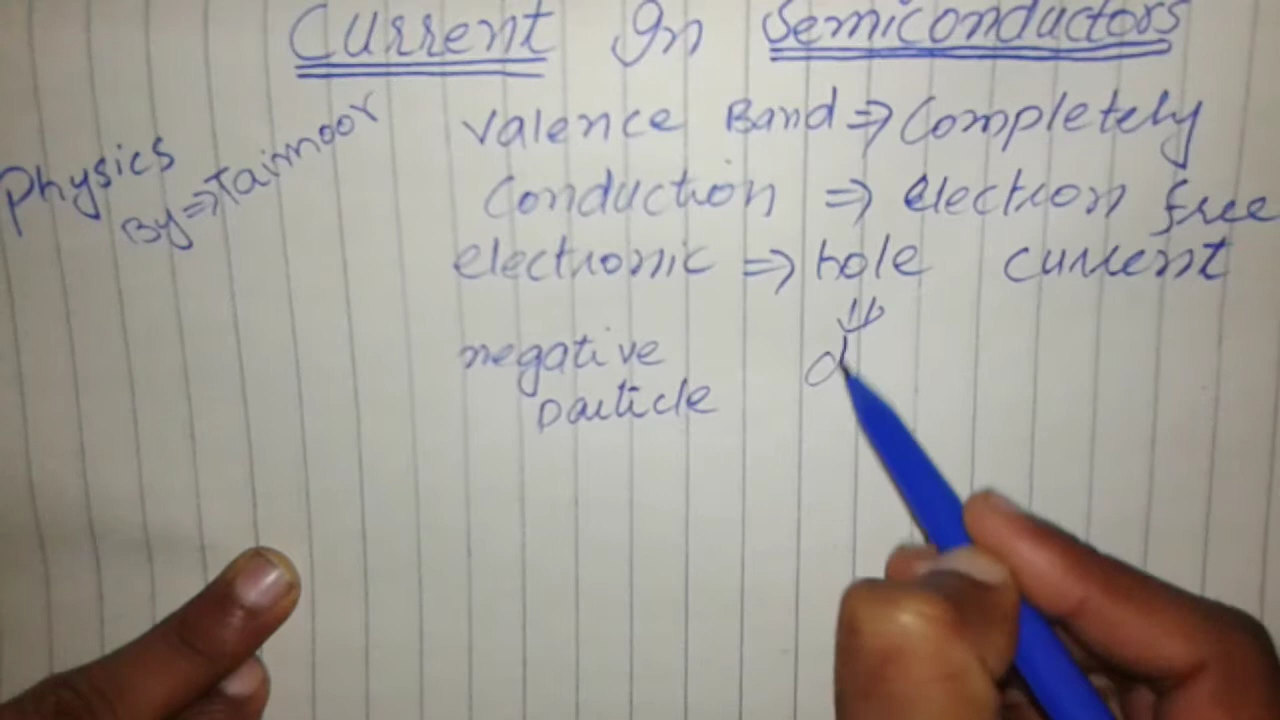 Current In Semiconductors
Physics
By⇒Taimoor
Valence Band ⇒ Completely
Conduction ⇒ electron free
electronic ⇒ hole current
⇓
negative
particle
d